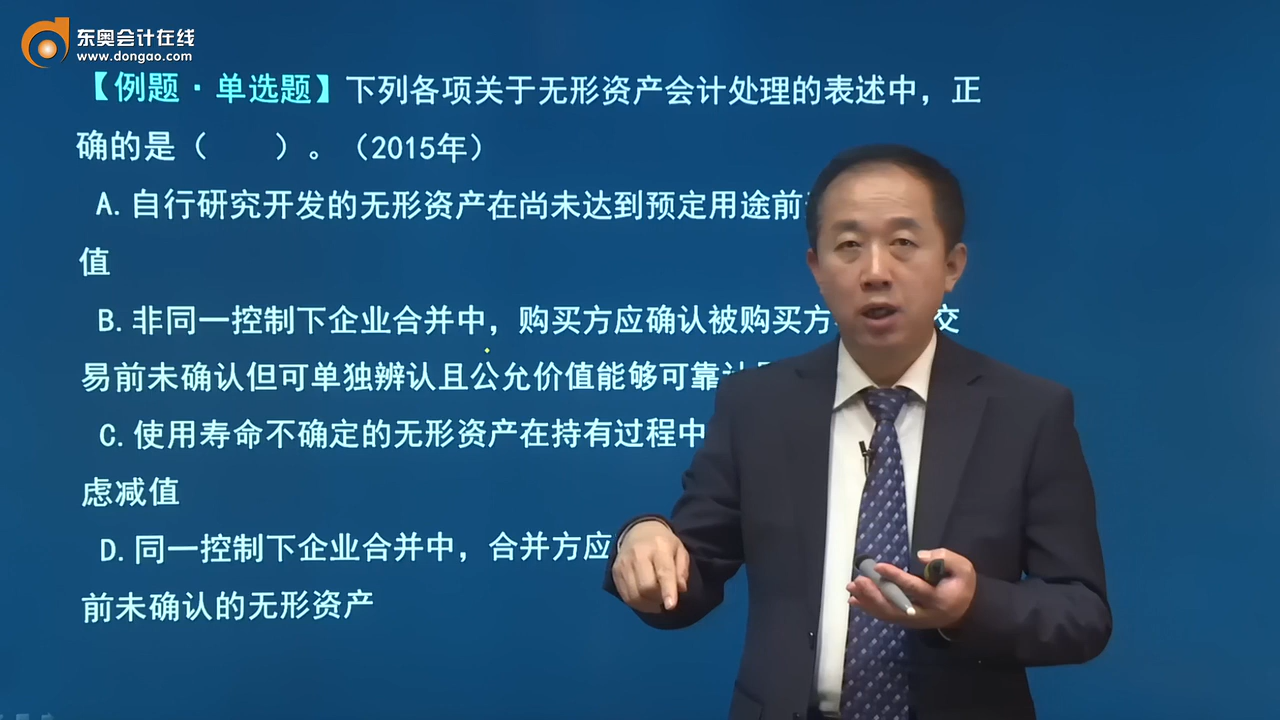 东奥会计在线
www.dongao.com
【例题·单选题】下列各项关于无形资产会计处理的表述中，正
确的是（　　）。（2015年）
A.自行研究开发的无形资产在尚未达到预定用途前
值
B.非同一控制下企业合并中，购买方应确认被购买方 交
易前未确认但可单独辨认且公允价值能够可靠计
C.使用寿命不确定的无形资产在持有过程中
虑减值
D.同一控制下企业合并中，合并方应
前未确认的无形资产